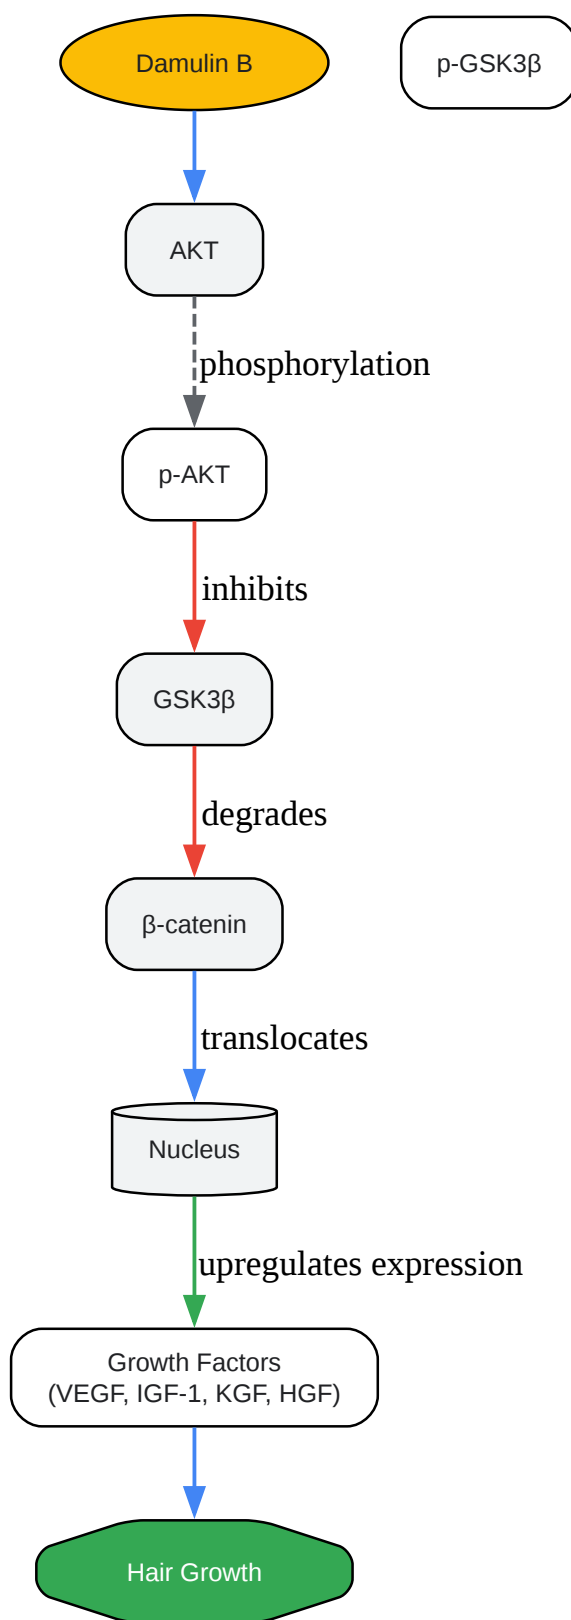 Damulin B
p-GSK3β
AKT
phosphorylation
p-AKT
inhibits
GSK3β
degrades
β-catenin
translocates
Nucleus
upregulates expression
Growth Factors
(VEGF, IGF-1, KGF, HGF)
Hair Growth